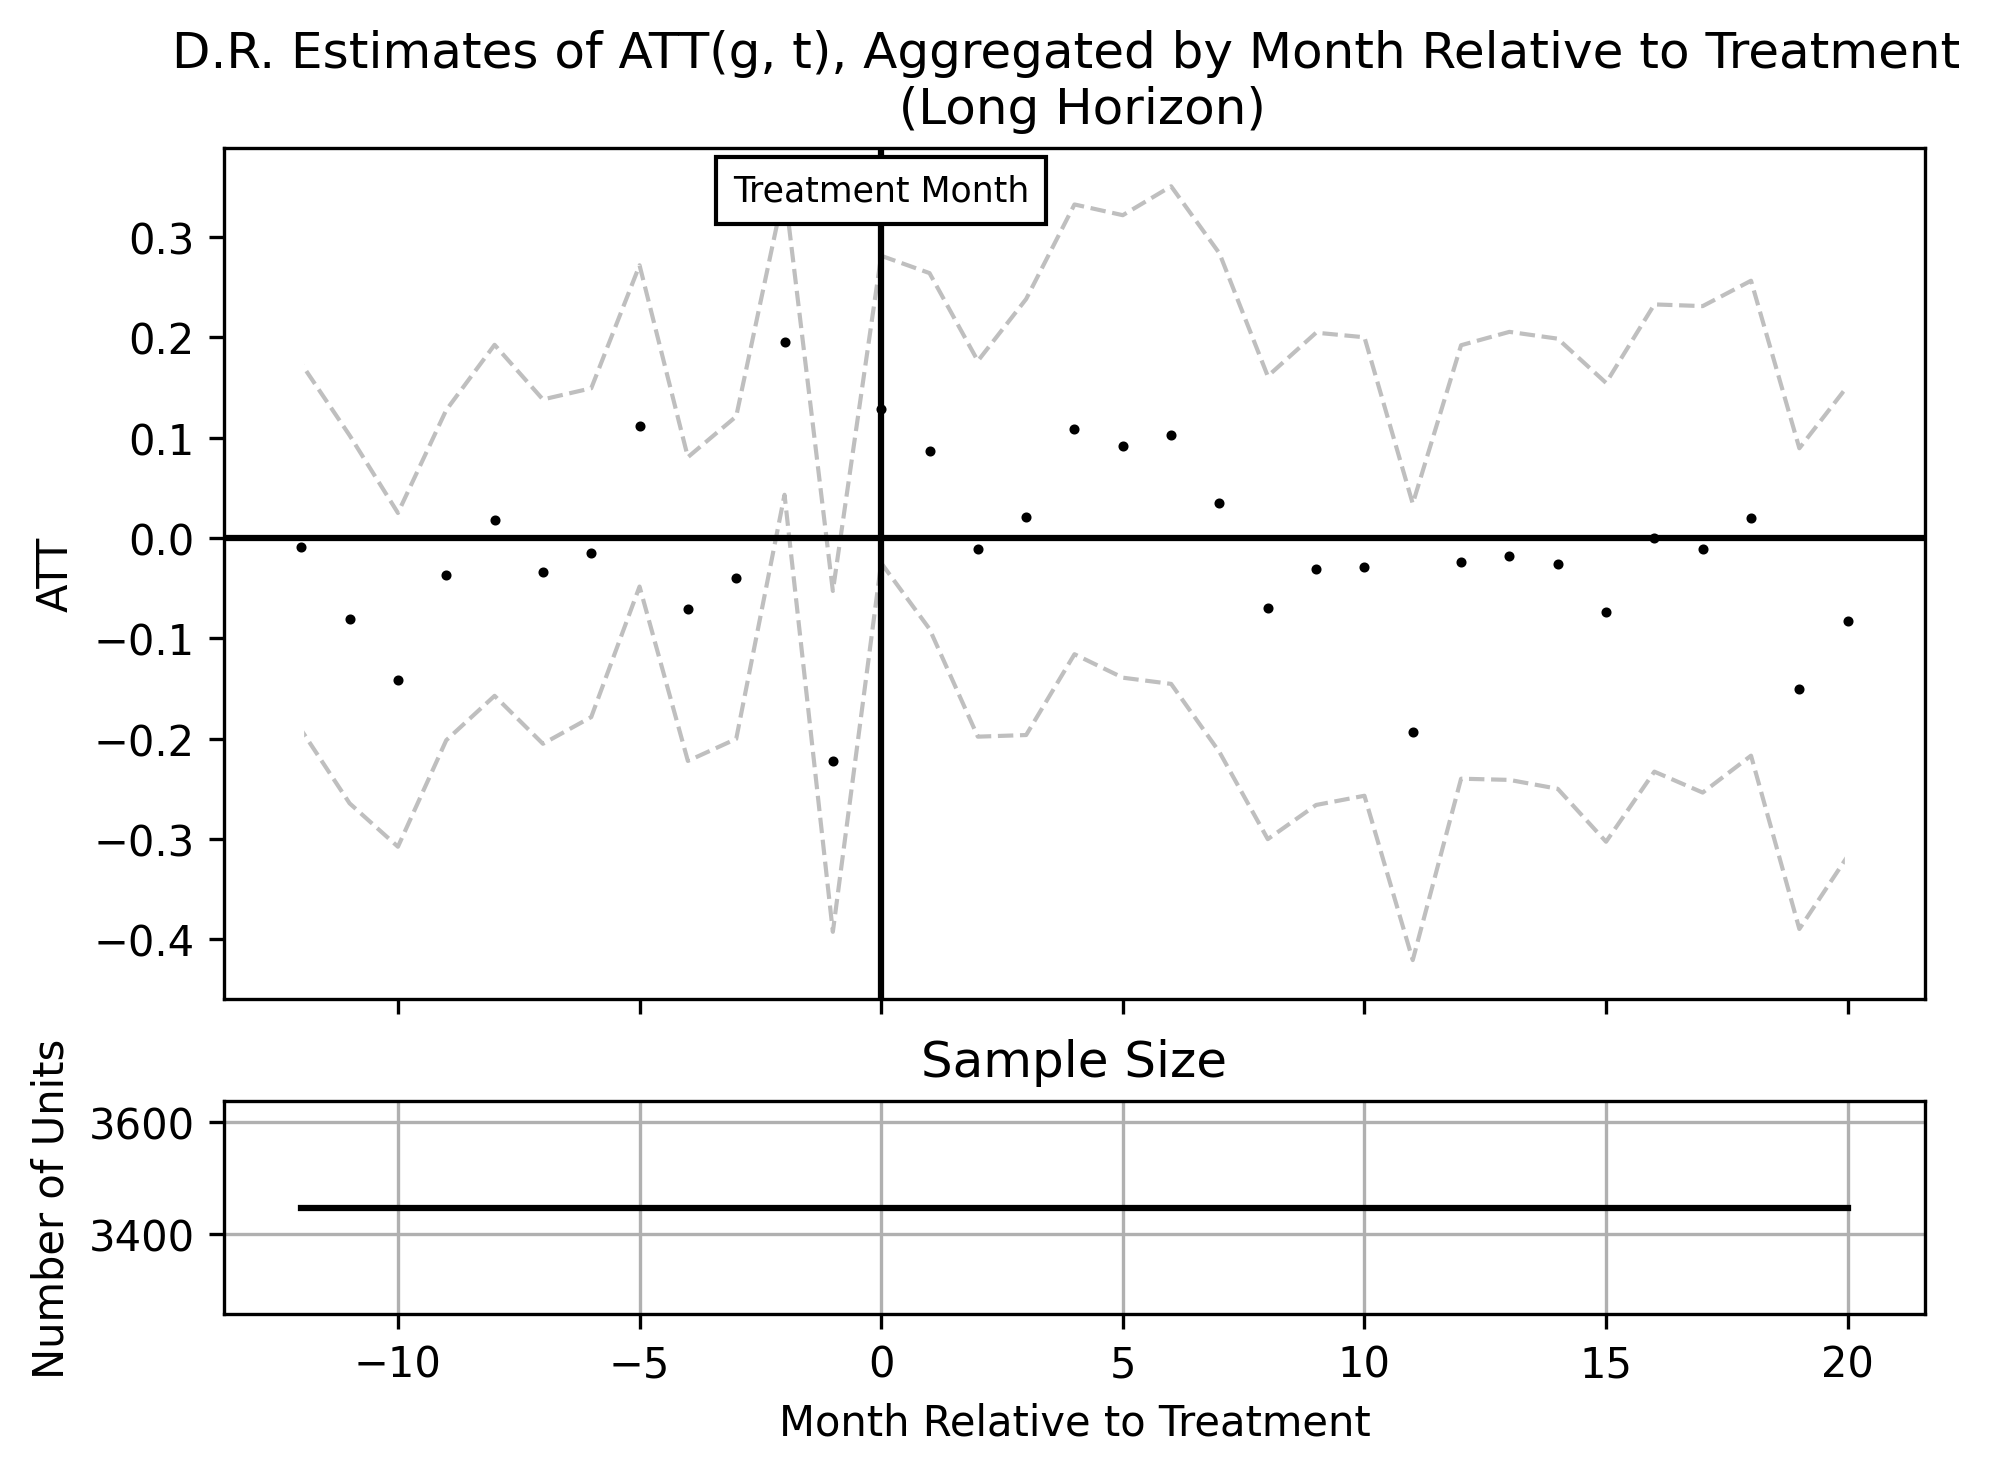 D.R. Estimates of ATT(g, t), Aggregated by Month Relative to Treatment
(Long Horizon)
Treatment Month
ATT
0.3
0.2
0.1
0.0
−0.1
−0.2
−0.3
−0.4
Sample Size
Number of Units
3600
3400
−10 −5 0 5 10 15 20
Month Relative to Treatment